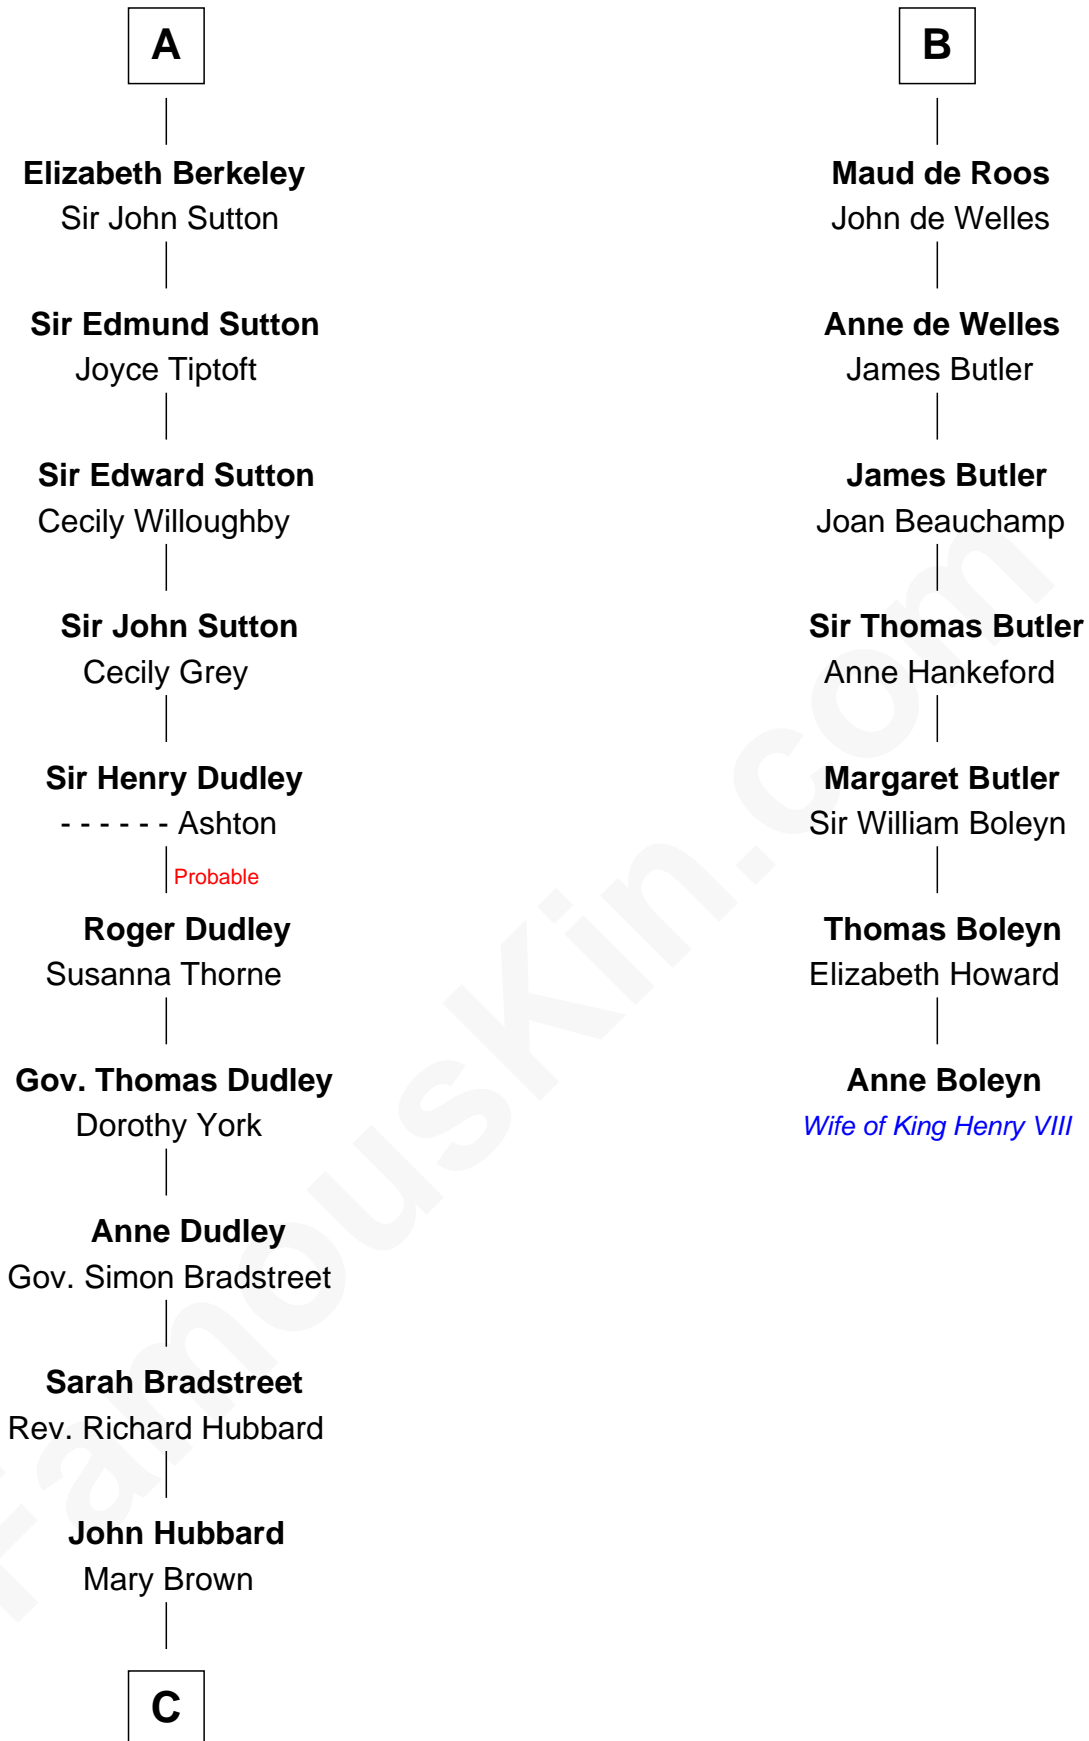 A
Elizabeth Berkeley
Sir John Sutton
Sir Edmund Sutton
Joyce Tiptoft
Sir Edward Sutton
Cecily Willoughby
Sir John Sutton
Cecily Grey
Sir Henry Dudley
- - - - - - Ashton
Probable
Roger Dudley
Susanna Thorne
Gov. Thomas Dudley
Dorothy York
Anne Dudley
Gov. Simon Bradstreet
Sarah Bradstreet
Rev. Richard Hubbard
John Hubbard
Mary Brown
C
B
Maud de Roos
John de Welles
Anne de Welles
James Butler
James Butler
Joan Beauchamp
Sir Thomas Butler
Anne Hankeford
Margaret Butler
Sir William Boleyn
Thomas Boleyn
Elizabeth Howard
Anne Boleyn
Wife of King Henry VIII
FamousKin.com